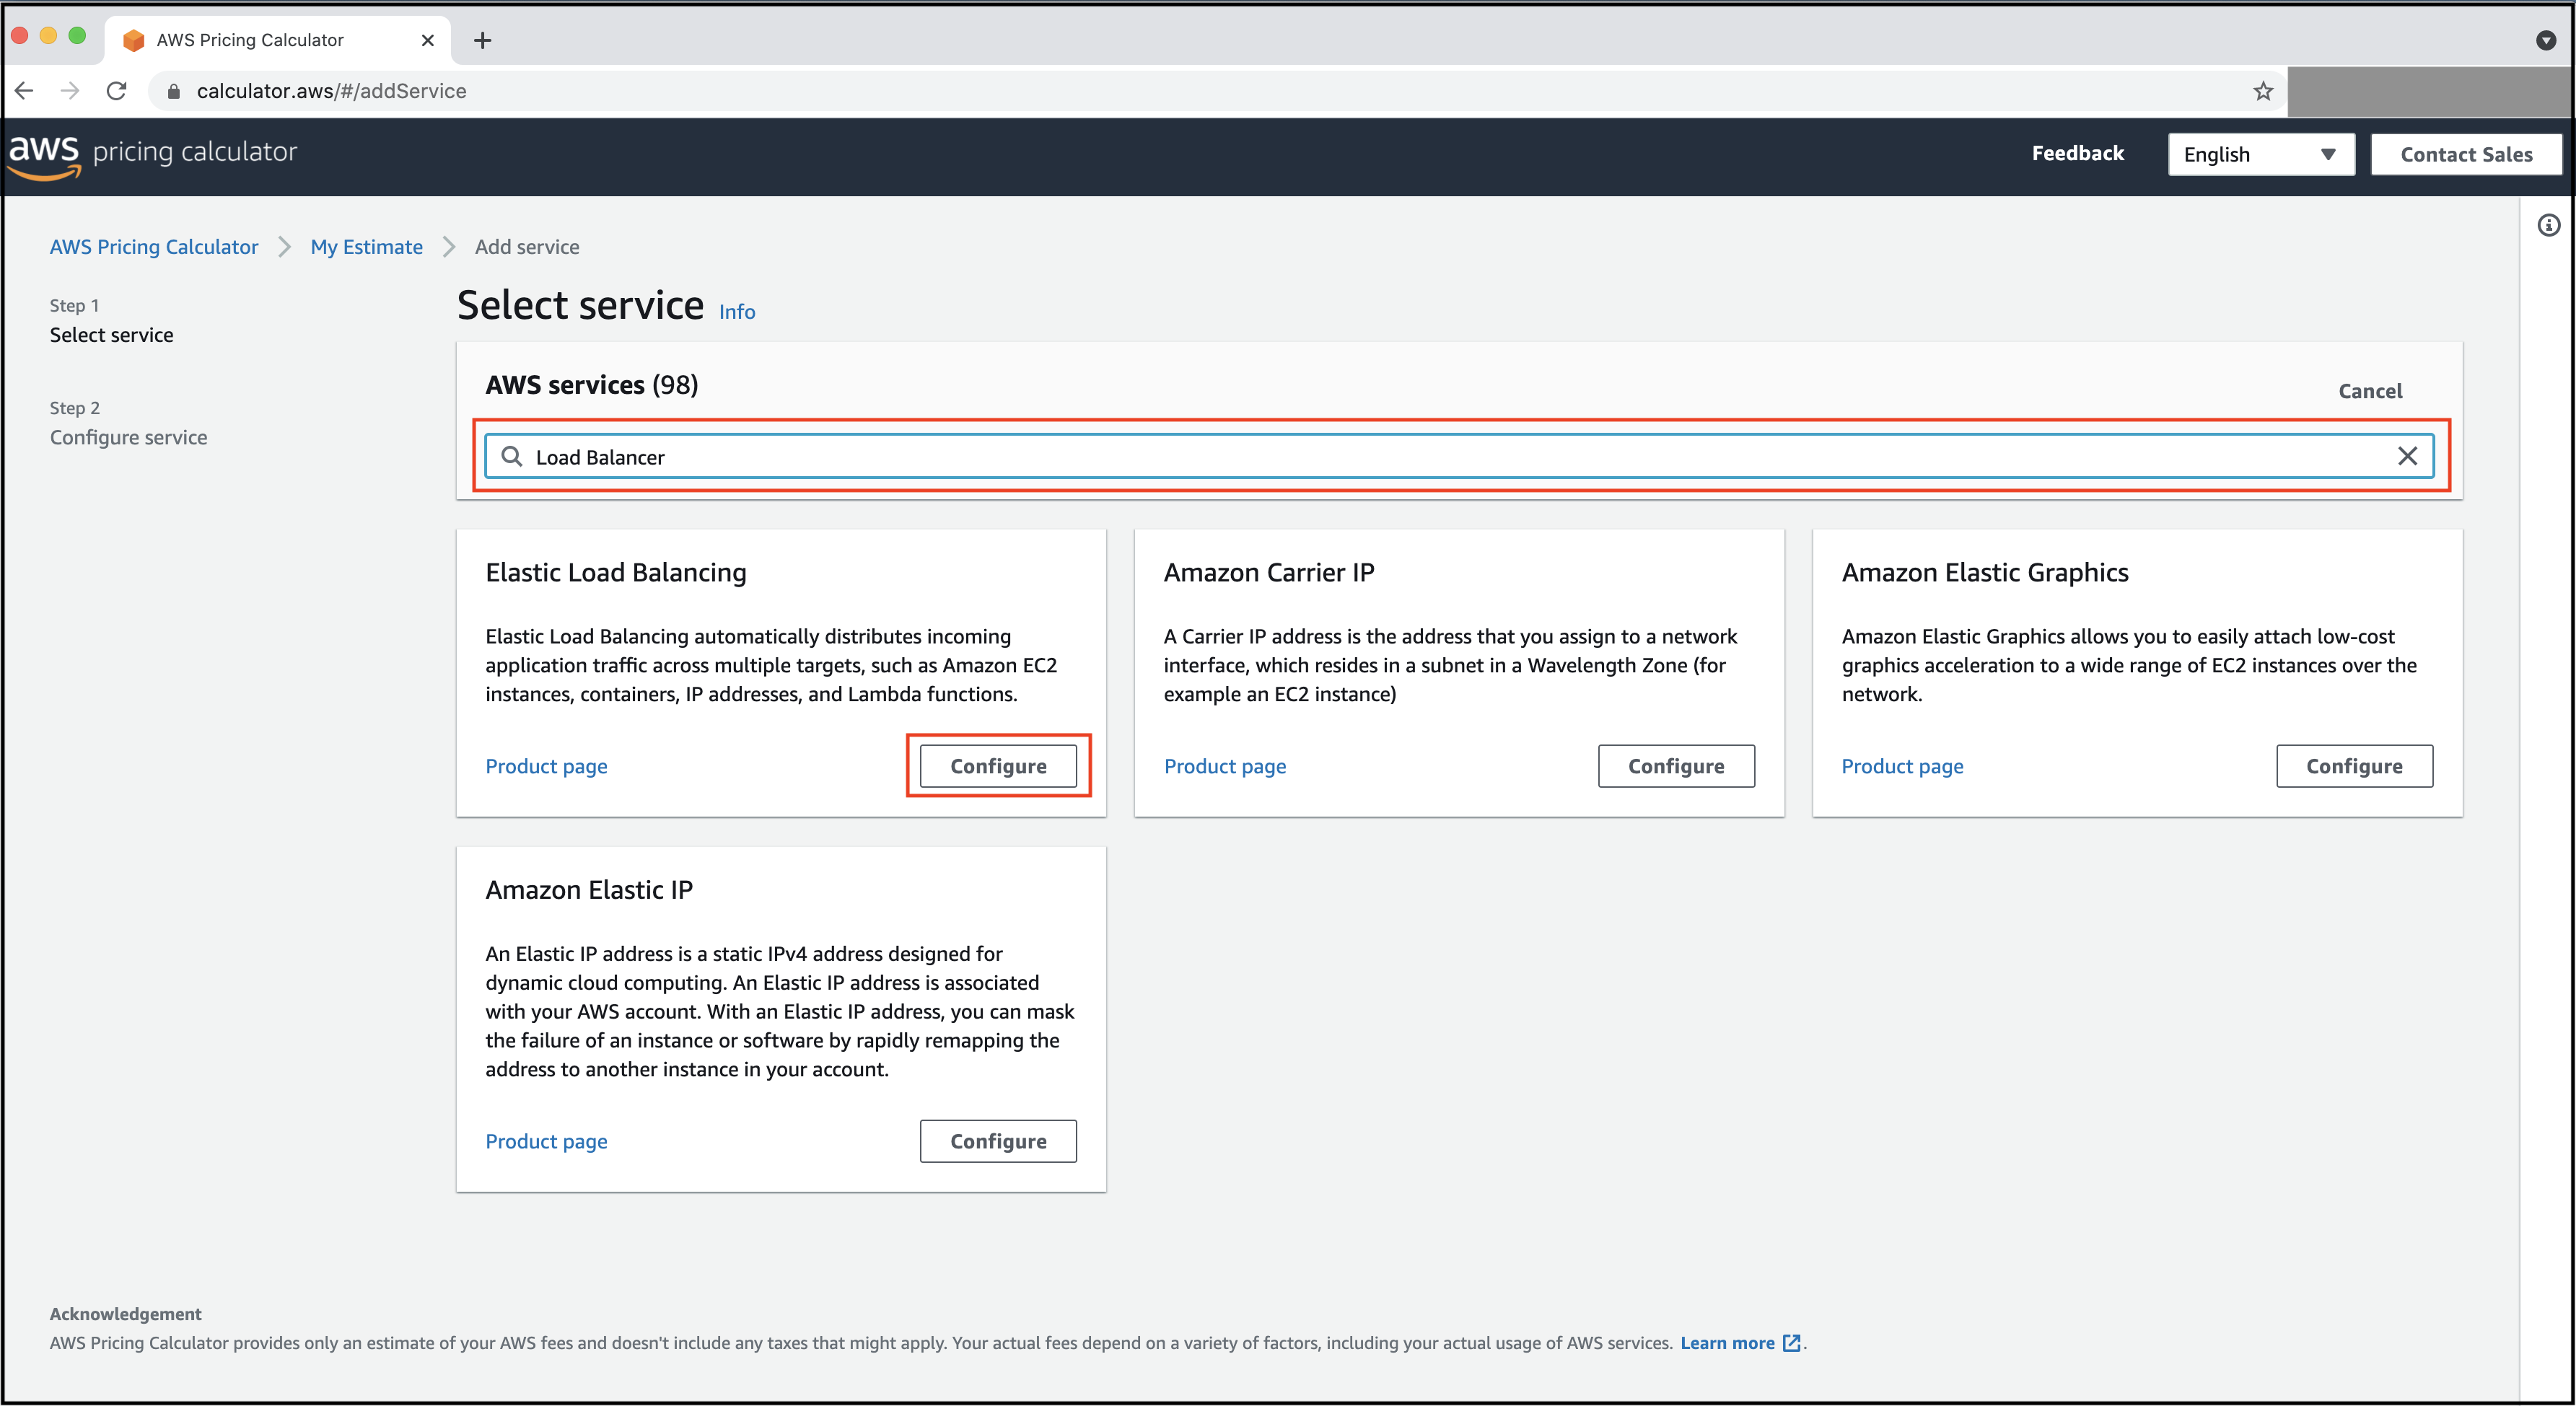 AWS Pricing Calculator
calculator.aws/#/addService
aws pricing calculator
Feedback
English
Contact Sales
AWS Pricing Calculator
My Estimate
Add service
Step 1
Select service
Step 2
Configure service
Select service Info
AWS services (98)
Cancel
Load Balancer
Elastic Load Balancing
Elastic Load Balancing automatically distributes incoming
application traffic across multiple targets, such as Amazon EC2
instances, containers, IP addresses, and Lambda functions.
Product page
Configure
Amazon Carrier IP
A Carrier IP address is the address that you assign to a network
interface, which resides in a subnet in a Wavelength Zone (for
example an EC2 instance)
Product page
Configure
Amazon Elastic Graphics
Amazon Elastic Graphics allows you to easily attach low-cost
graphics acceleration to a wide range of EC2 instances over the
network.
Product page
Configure
Amazon Elastic IP
An Elastic IP address is a static IPv4 address designed for
dynamic cloud computing. An Elastic IP address is associated
with your AWS account. With an Elastic IP address, you can mask
the failure of an instance or software by rapidly remapping the
address to another instance in your account.
Product page
Configure
Acknowledgement
AWS Pricing Calculator provides only an estimate of your AWS fees and doesn't include any taxes that might apply. Your actual fees depend on a variety of factors, including your actual usage of AWS services. Learn more .